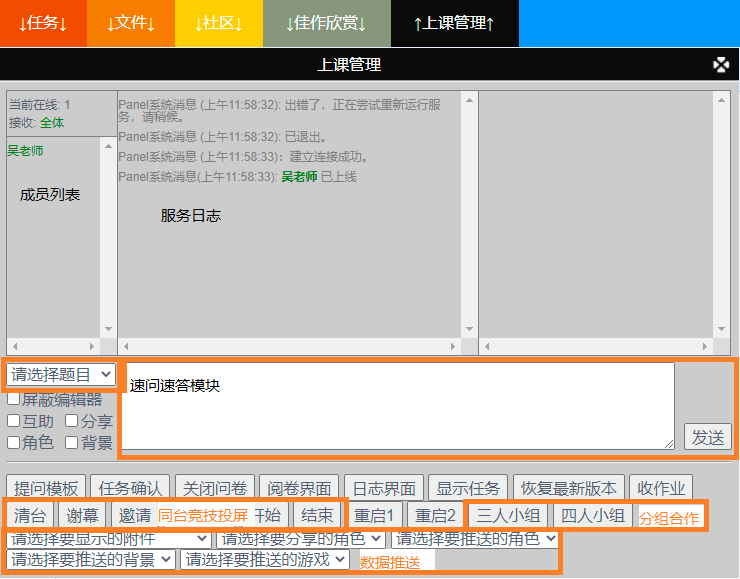 ↓任务↓ ↓文件↓ ↓社区↓ ↓佳作欣赏↓ ↑上课管理↑
上课管理
当前在线: 1
接收: 全体
吴老师
成员列表
Panel系统消息 (上午11:58:32): 出错了，正在尝试重新运行服
务，请稍候。
Panel系统消息 (上午11:58:32): 已退出。
Panel系统消息 (上午11:58:33)：建立连接成功。
Panel系统消息(上午11:58:33): 吴老师 已上线
服务日志
请选择题目
速问速答模块
屏蔽编辑器
互助 分享
角色 背景
发送
提问模板 任务确认 关闭问卷 阅卷界面 日志界面 显示任务 恢复最新版本 收作业
清台 谢幕 邀请 同台竞技投屏 开始 结束 重启1 重启2 三人小组 四人小组 分组合作
请选择要显示的附件 请选择要分享的角色 请选择要推送的角色
请选择要推送的背景 请选择要推送的游戏 数据推送